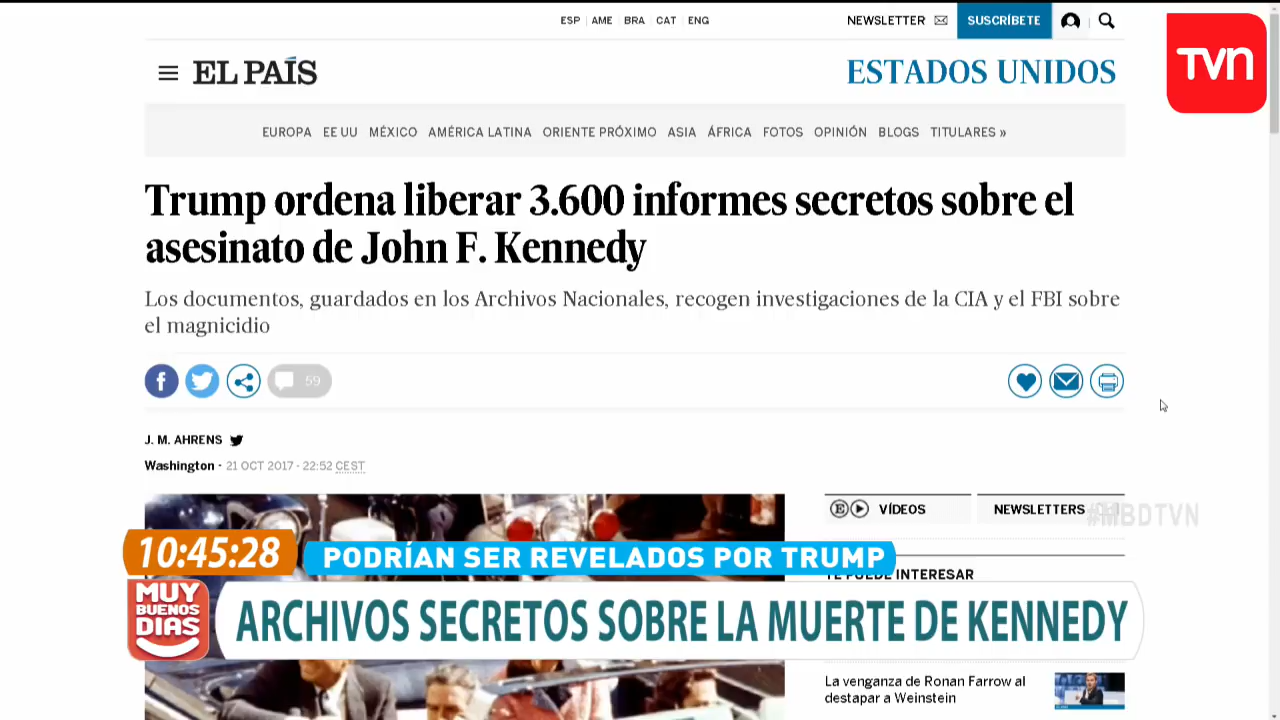 ESP AME BRA CAT ENG
NEWSLETTER
SUSCRÍBETE
tvn
EL PAÍS
ESTADOS UNIDOS
EUROPA EE UU MÉXICO AMÉRICA LATINA ORIENTE PRÓXIMO ASIA ÁFRICA FOTOS OPINIÓN BLOGS TITULARES »
Trump ordena liberar 3.600 informes secretos sobre el
asesinato de John F. Kennedy
Los documentos, guardados en los Archivos Nacionales, recogen investigaciones de la CIA y el FBI sobre
el magnicidio
59
J. M. AHRENS
Washington · 21 OCT 2017 - 22:52 CEST
VÍDEOS
NEWSLETTERS
#MBDTVN
10:45:28
PODRÍAN SER REVELADOS POR TRUMP
TE PUEDE INTERESAR
MUY
BUENOS
DIAS
ARCHIVOS SECRETOS SOBRE LA MUERTE DE KENNEDY
La venganza de Ronan Farrow al
destapar a Weinstein